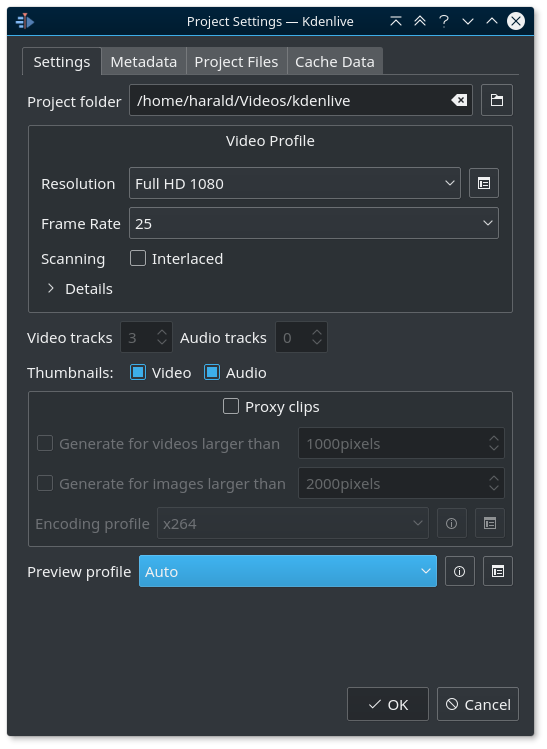 Project Settings — Kdenlive
Settings Metadata Project Files Cache Data
Project folder /home/harald/Videos/kdenlive
Video Profile
Resolution Full HD 1080
Frame Rate 25
Scanning Interlaced
Details
Video tracks 3 Audio tracks 0
Thumbnails: Video Audio
Proxy clips
Generate for videos larger than 1000pixels
Generate for images larger than 2000pixels
Encoding profile x264
Preview profile Auto
OK Cancel